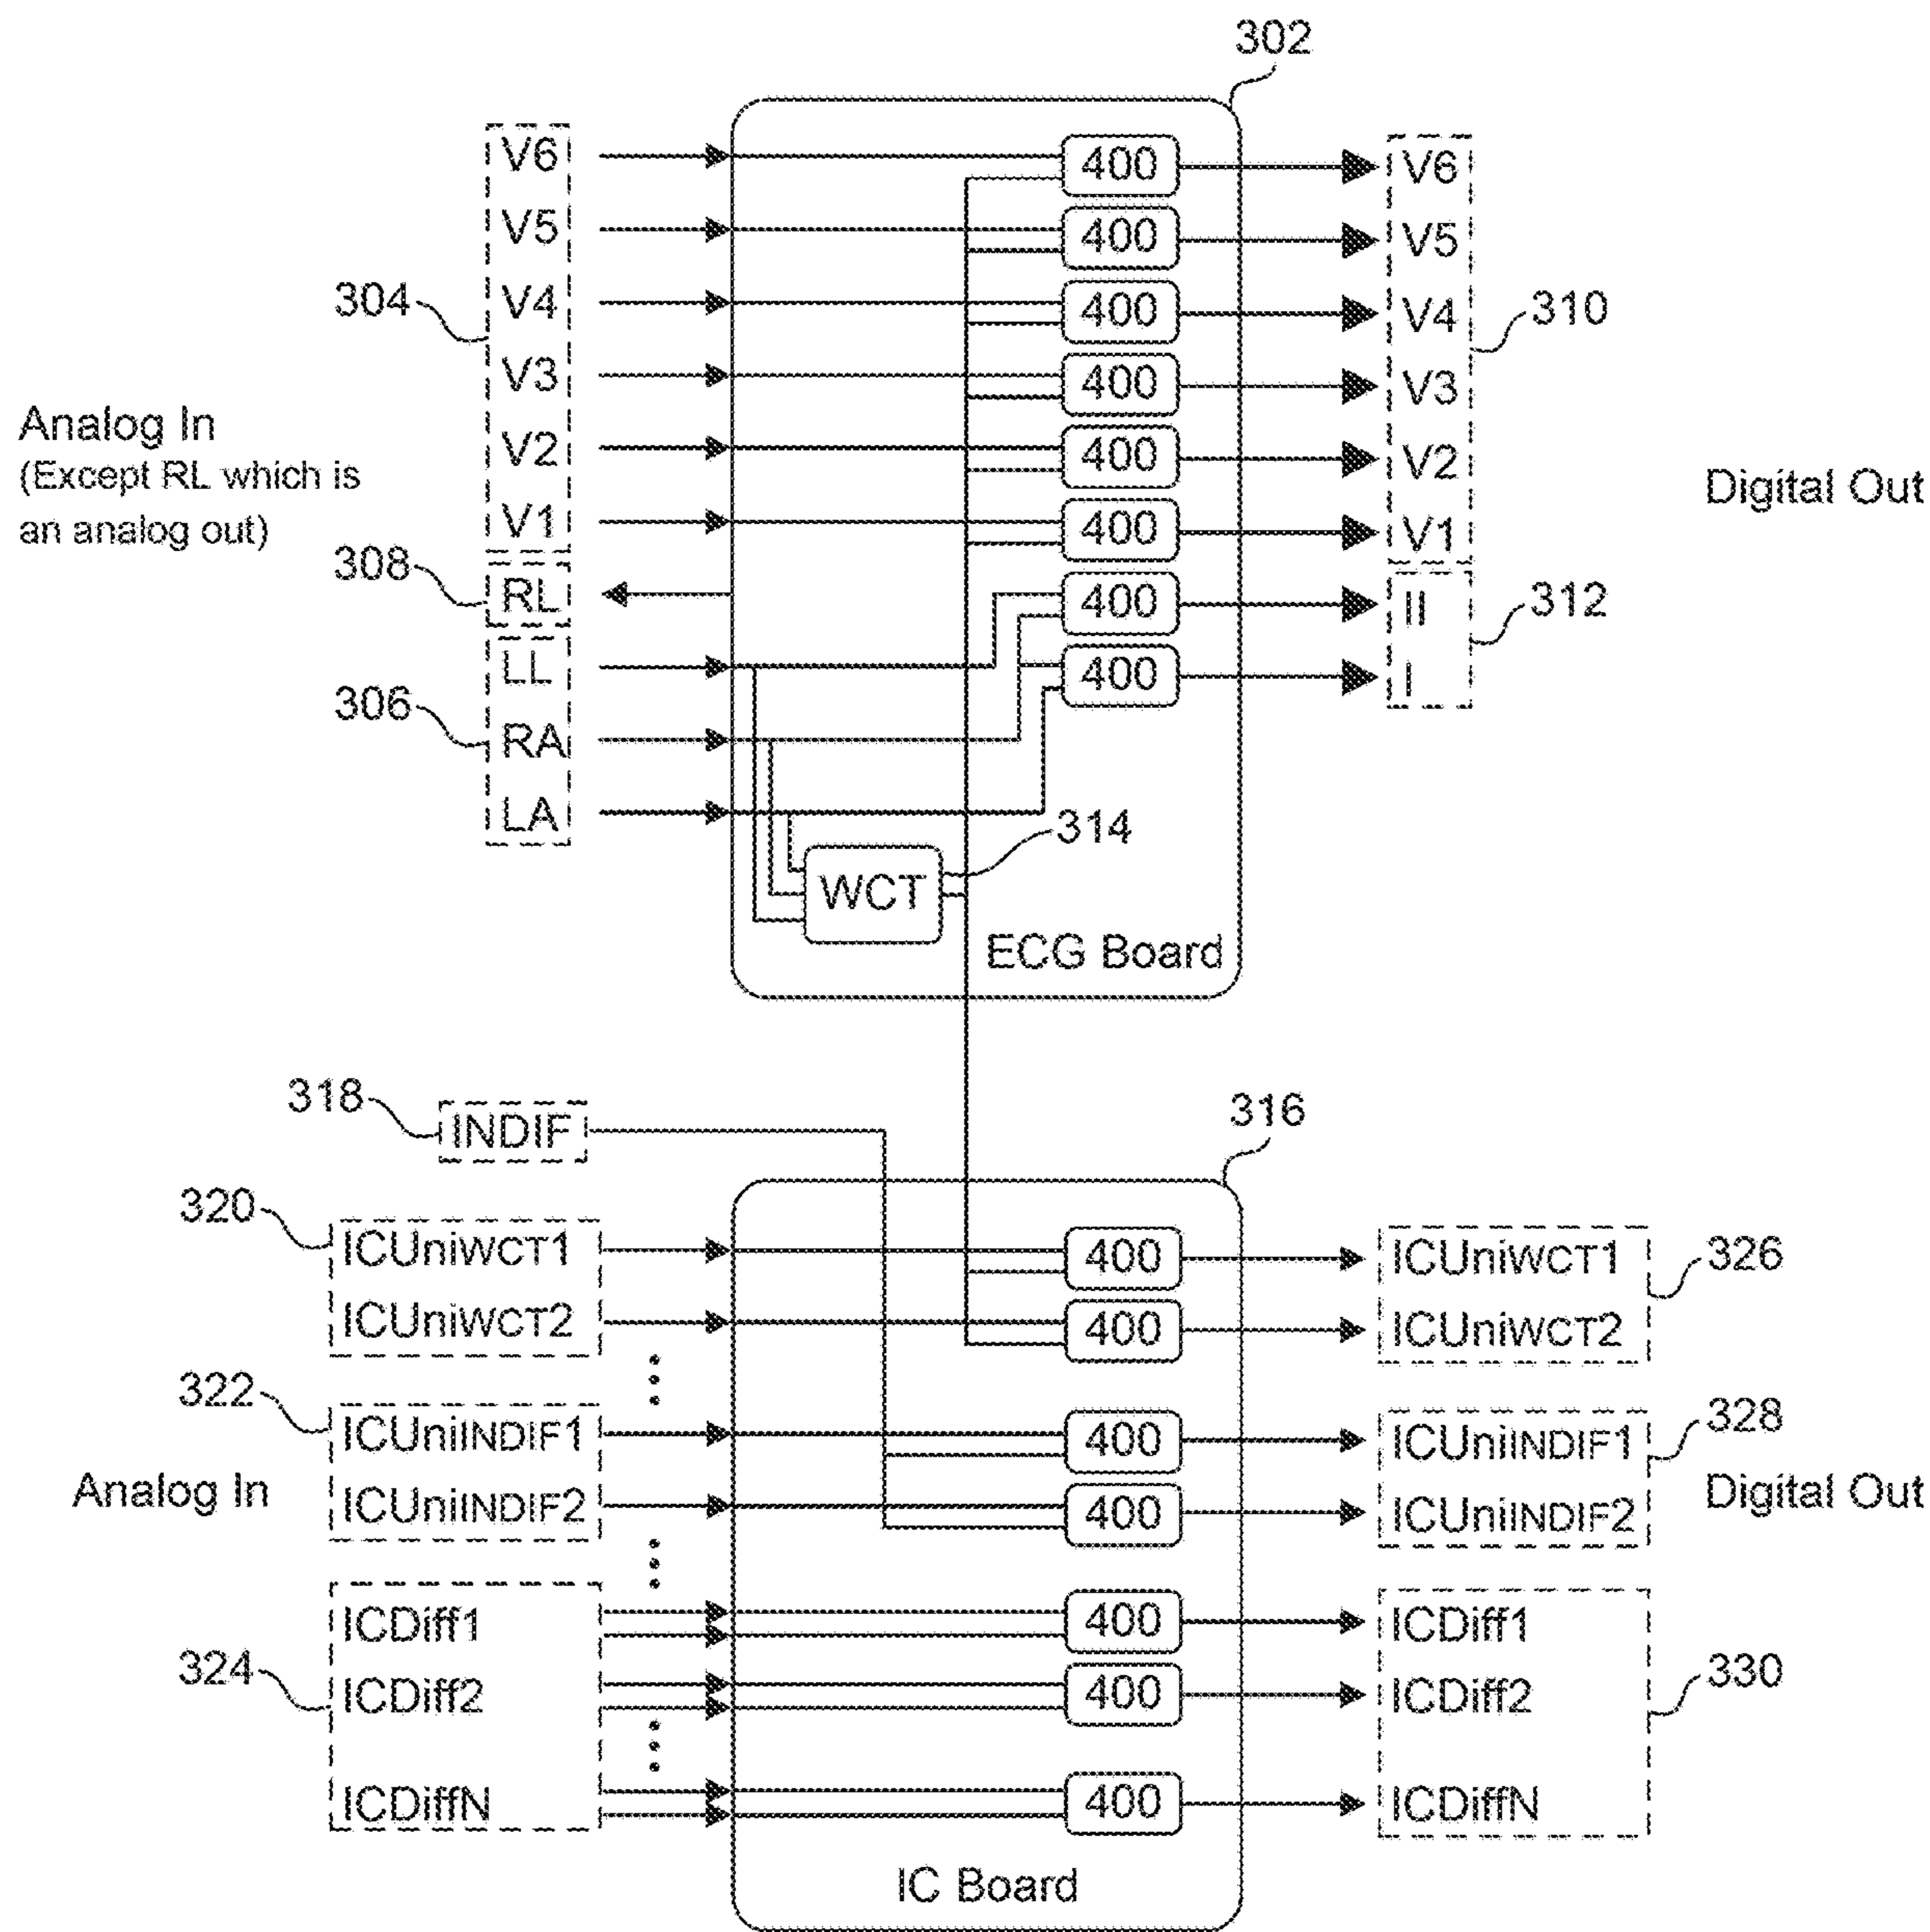 302
V6 400 V6
V5 400 V5
304 V4 400 V4 310
V3 400 V3
Analog In
(Except RL which is
an analog out)
V2 400 V2
Digital Out
V1 400 V1
308 RL 400 II 312
LL 400 I
306 RA
LA
314
WCT
ECG Board
318 INDIF
316
320 ICUniWCT1 400 ICUniWCT1 326
ICUniWCT2 400 ICUniWCT2
322 ICUniINDIF1 400 ICUniINDIF1 328
Analog In
Digital Out
ICUniINDIF2 400 ICUniINDIF2
ICDiff1 400 ICDiff1
324 ICDiff2 400 ICDiff2 330
ICDiffN 400 ICDiffN
IC Board